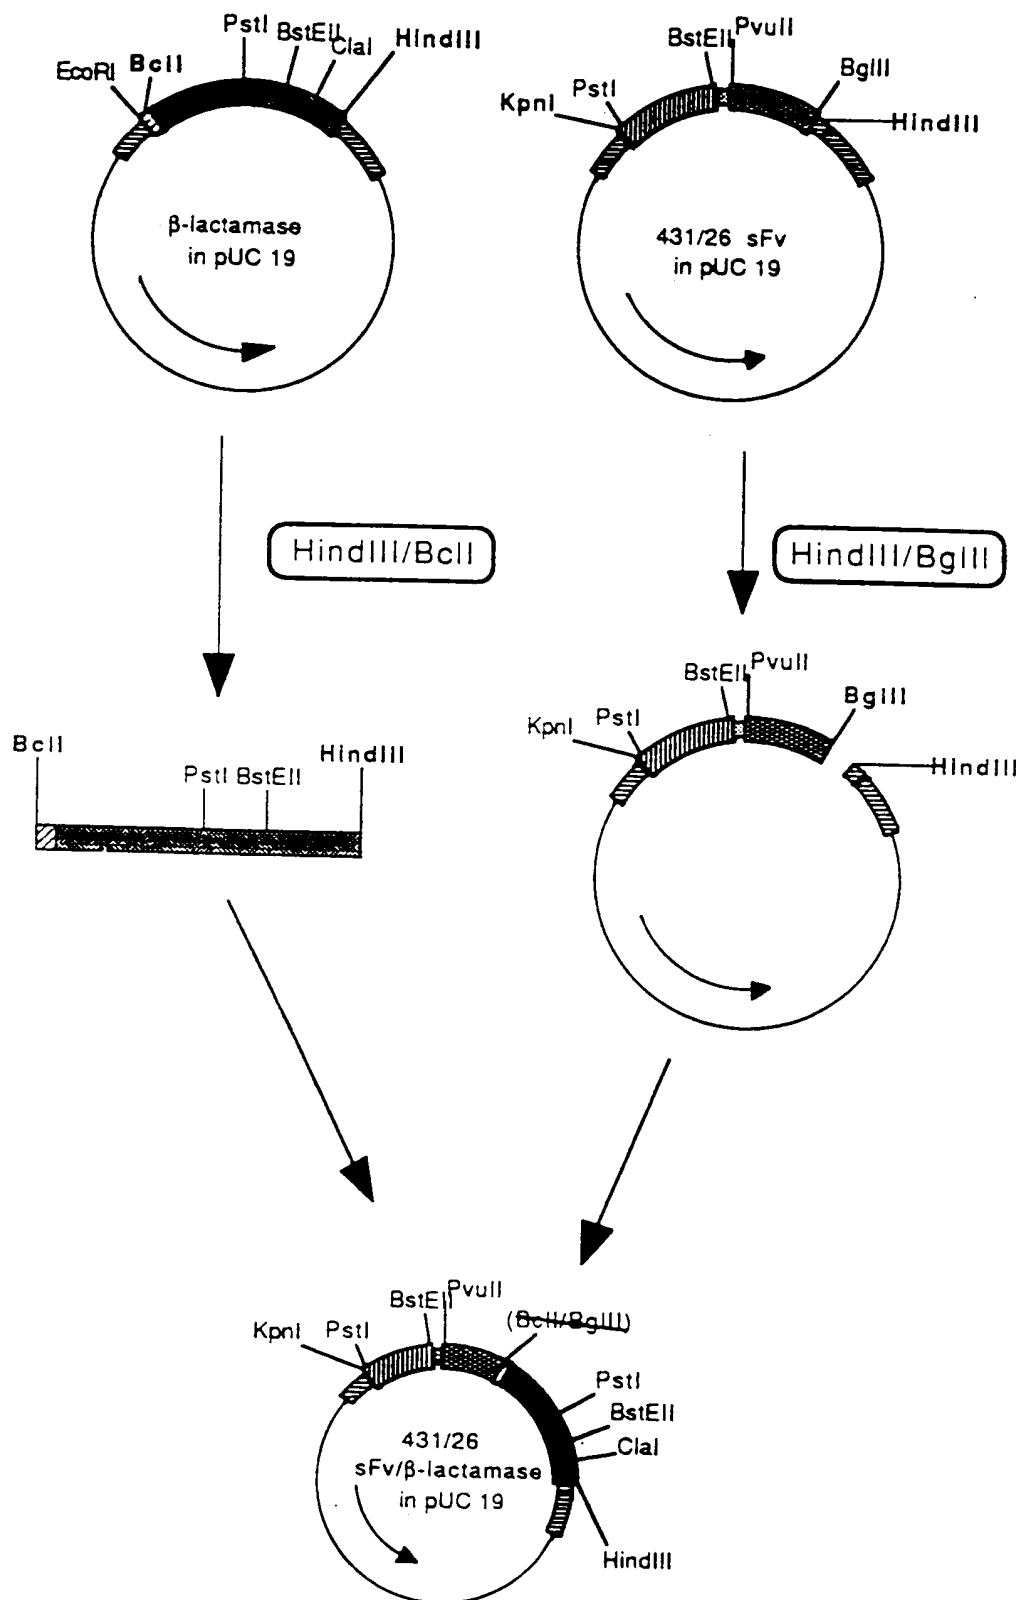 PstI
BstEII
ClaI
HindIII
BclI
EcoRI
β-lactamase
in pUC 19
PvuII
BstEII
BglII
PstI
KpnI
HindIII
431/26 sFv
in pUC 19
HindIII/BclI
HindIII/BglII
BclI
HindIII
PstI BstEII
PvuII
BstEII
BglII
PstI
KpnI
HindIII
PvuII
BstEII
(BclI/BglII)
PstI
KpnI
PstI
BstEII
ClaI
431/26
sFv/β-lactamase
in pUC 19
HindIII